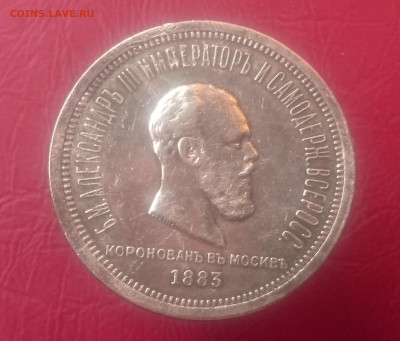 COINS.LAVE.RU
Б.М.АЛЕКСАНДРЪ III ИМПЕРАТОРЪ И САМОДЕРЖ.ВСЕРОСС.
КОРОНОВАНЪ ВЪ МОСКВѢ
1883